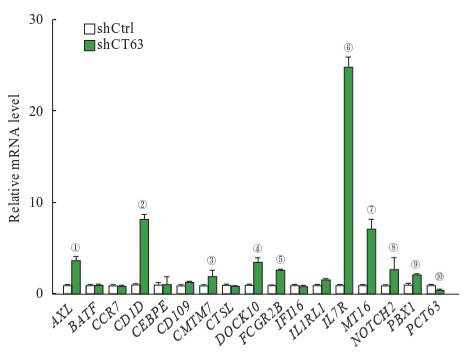 30
shCtrl
shCT63
⑥
20
Relative mRNA level
10
②
⑦
①
③
④
⑤
⑧
⑨
⑩
0
AXL
BATF
CCR7
CD1D
CEBPE
CD109
CMTM7
CTSL
DOCK10
FCGR2B
IFI16
IL1RL1
IL7R
MT16
NOTCH2
PBX1
PCT63